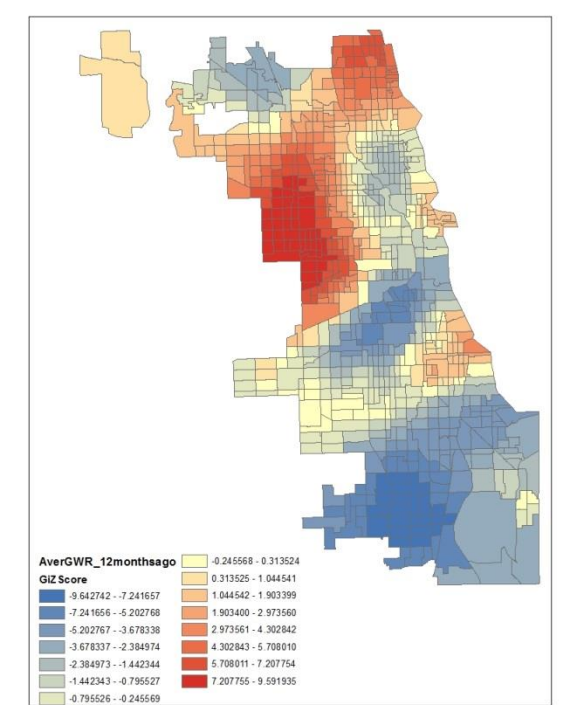 AverGWR_12monthsago
GiZ Score
-9.642742 - -7.241657
-7.241656 - -5.202768
-5.202767 - -3.678338
-3.678337 - -2.384974
-2.384973 - -1.442344
-1.442343 - -0.795527
-0.795526 - -0.245569
-0.245568 - 0.313524
0.313525 - 1.044541
1.044542 - 1.903399
1.903400 - 2.973560
2.973561 - 4.302842
4.302843 - 5.708010
5.708011 - 7.207754
7.207755 - 9.591935